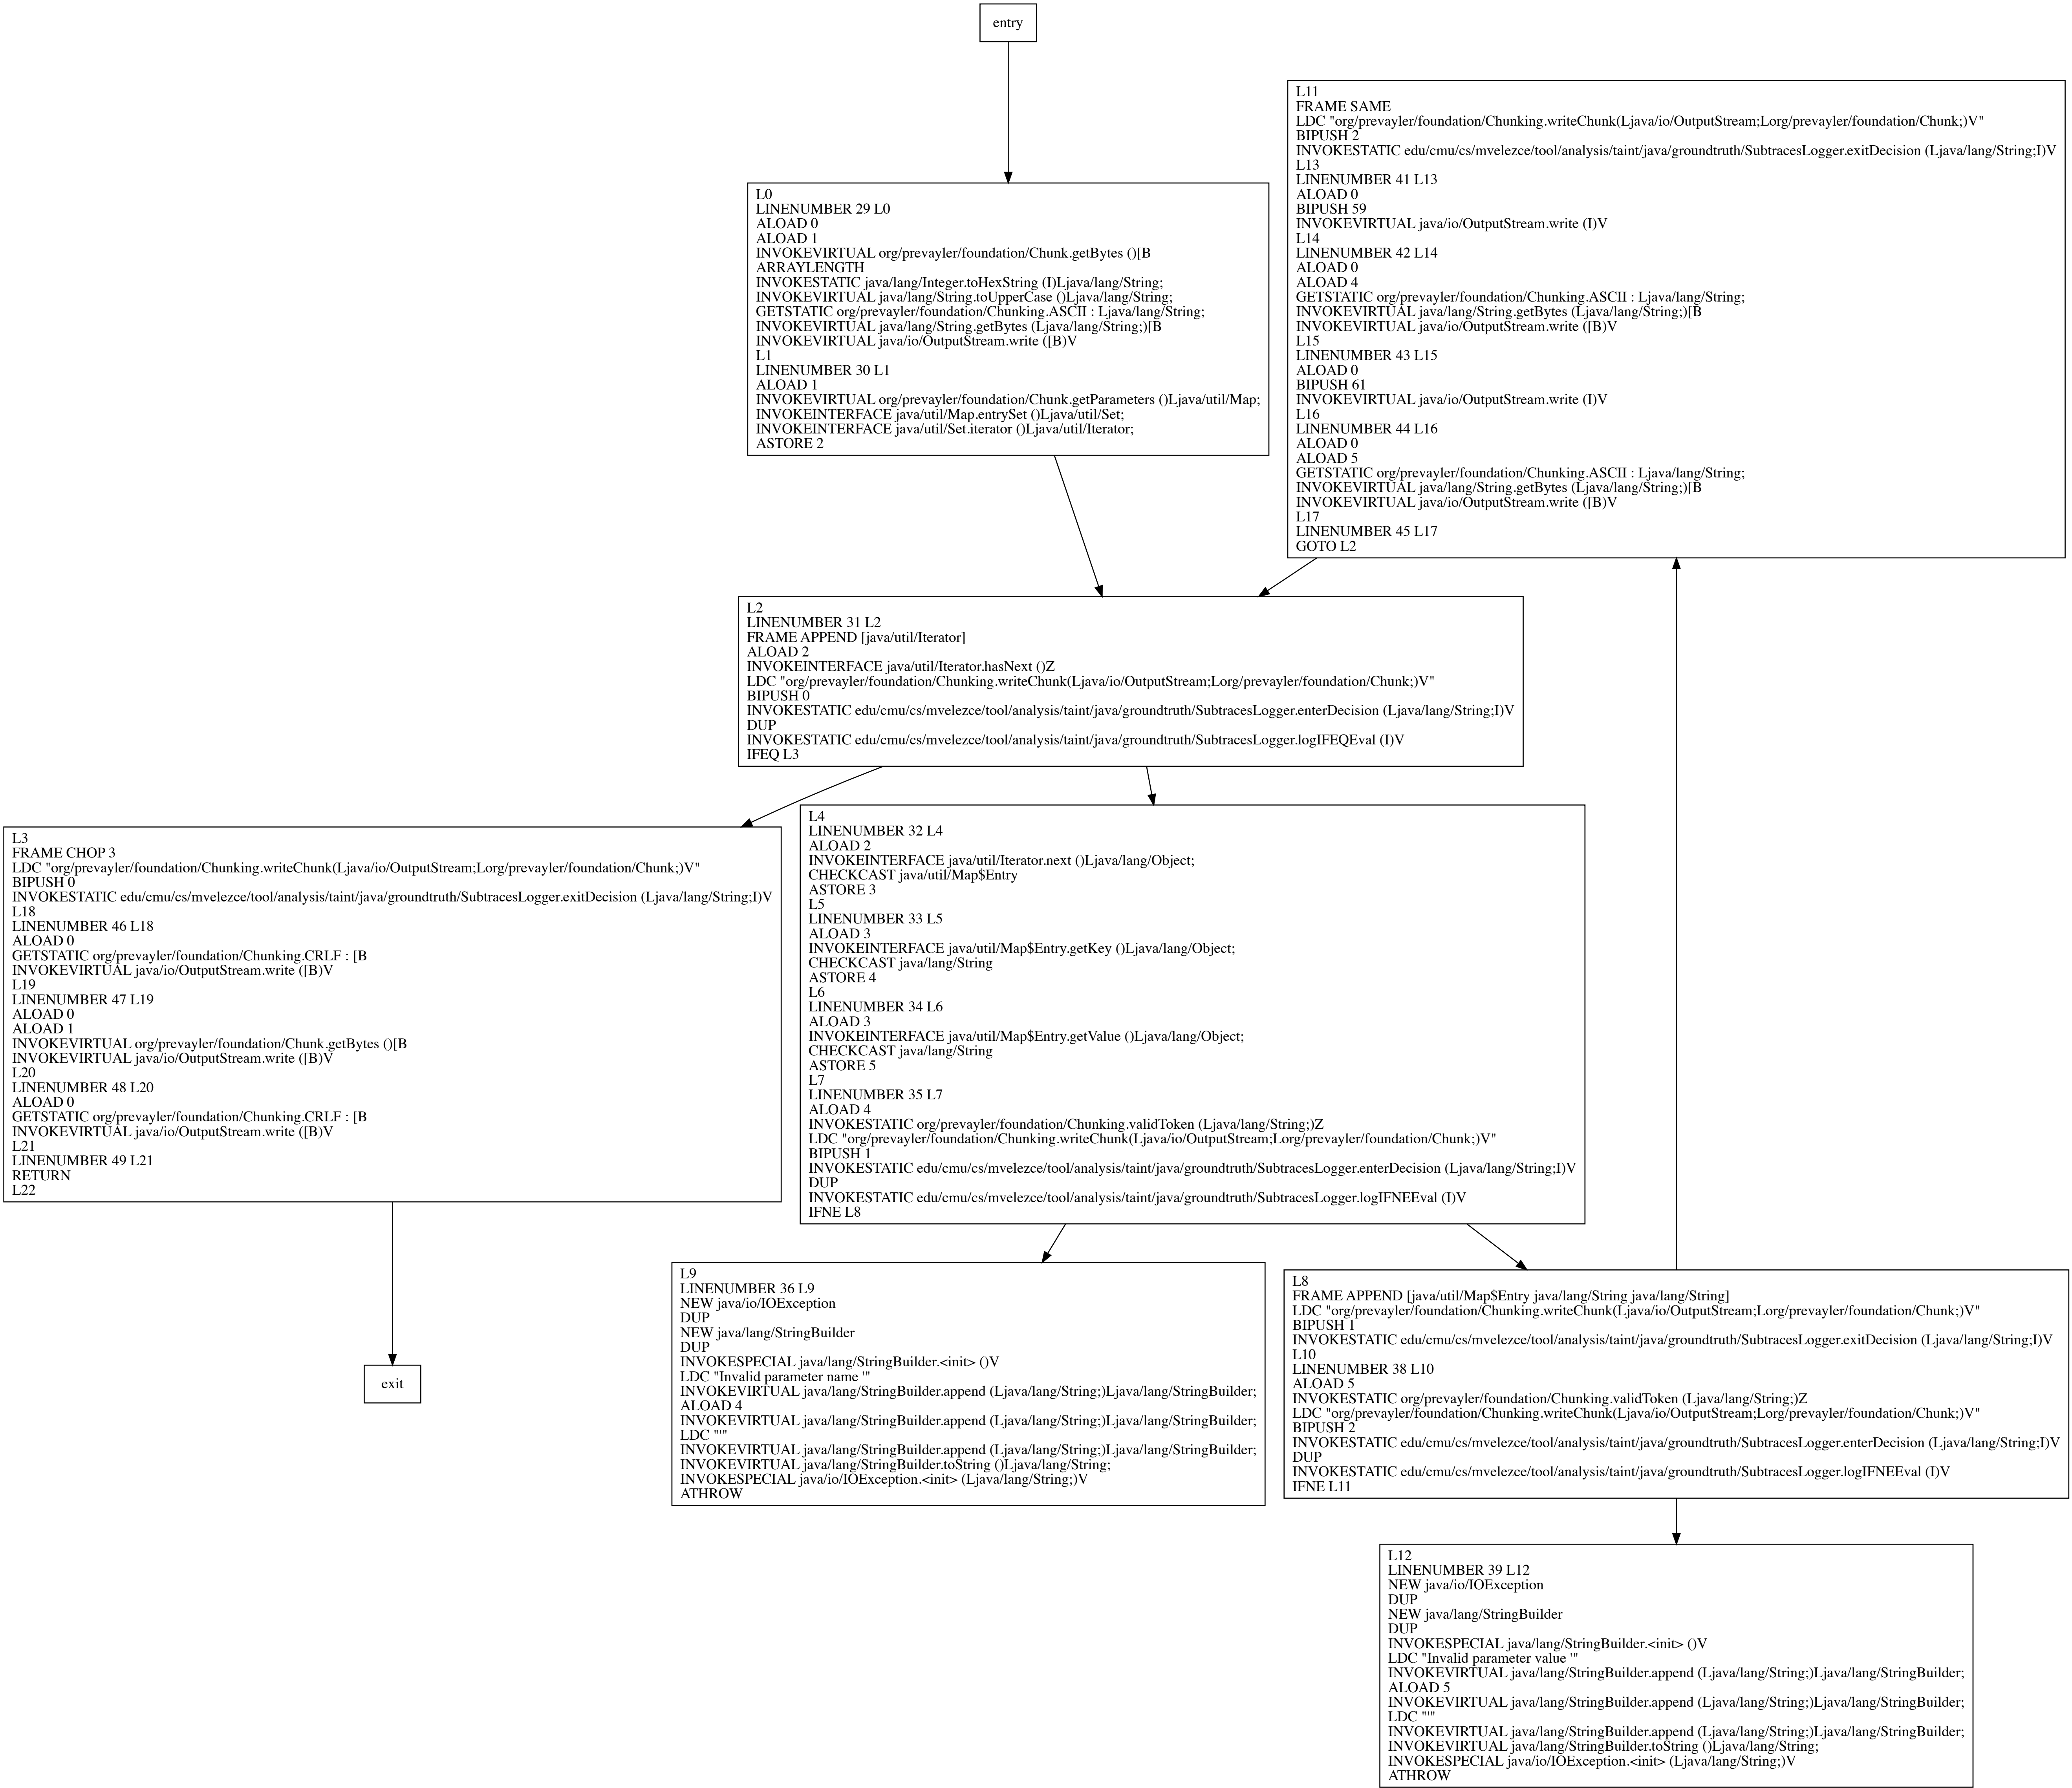 entry
L11
FRAME SAME
LDC "org/prevayler/foundation/Chunking.writeChunk(Ljava/io/OutputStream;Lorg/prevayler/foundation/Chunk;)V"
BIPUSH 2
INVOKESTATIC edu/cmu/cs/mvelezce/tool/analysis/taint/java/groundtruth/SubtracesLogger.exitDecision (Ljava/lang/String;I)V
L13
LINENUMBER 41 L13
ALOAD 0
BIPUSH 59
INVOKEVIRTUAL java/io/OutputStream.write (I)V
L14
LINENUMBER 42 L14
ALOAD 0
ALOAD 4
GETSTATIC org/prevayler/foundation/Chunking.ASCII : Ljava/lang/String;
INVOKEVIRTUAL java/lang/String.getBytes (Ljava/lang/String;)[B
INVOKEVIRTUAL java/io/OutputStream.write ([B)V
L15
LINENUMBER 43 L15
ALOAD 0
BIPUSH 61
INVOKEVIRTUAL java/io/OutputStream.write (I)V
L16
LINENUMBER 44 L16
ALOAD 0
ALOAD 5
GETSTATIC org/prevayler/foundation/Chunking.ASCII : Ljava/lang/String;
INVOKEVIRTUAL java/lang/String.getBytes (Ljava/lang/String;)[B
INVOKEVIRTUAL java/io/OutputStream.write ([B)V
L17
LINENUMBER 45 L17
GOTO L2
L0
LINENUMBER 29 L0
ALOAD 0
ALOAD 1
INVOKEVIRTUAL org/prevayler/foundation/Chunk.getBytes ()[B
ARRAYLENGTH
INVOKESTATIC java/lang/Integer.toHexString (I)Ljava/lang/String;
INVOKEVIRTUAL java/lang/String.toUpperCase ()Ljava/lang/String;
GETSTATIC org/prevayler/foundation/Chunking.ASCII : Ljava/lang/String;
INVOKEVIRTUAL java/lang/String.getBytes (Ljava/lang/String;)[B
INVOKEVIRTUAL java/io/OutputStream.write ([B)V
L1
LINENUMBER 30 L1
ALOAD 1
INVOKEVIRTUAL org/prevayler/foundation/Chunk.getParameters ()Ljava/util/Map;
INVOKEINTERFACE java/util/Map.entrySet ()Ljava/util/Set;
INVOKEINTERFACE java/util/Set.iterator ()Ljava/util/Iterator;
ASTORE 2
L2
LINENUMBER 31 L2
FRAME APPEND [java/util/Iterator]
ALOAD 2
INVOKEINTERFACE java/util/Iterator.hasNext ()Z
LDC "org/prevayler/foundation/Chunking.writeChunk(Ljava/io/OutputStream;Lorg/prevayler/foundation/Chunk;)V"
BIPUSH 0
INVOKESTATIC edu/cmu/cs/mvelezce/tool/analysis/taint/java/groundtruth/SubtracesLogger.enterDecision (Ljava/lang/String;I)V
DUP
INVOKESTATIC edu/cmu/cs/mvelezce/tool/analysis/taint/java/groundtruth/SubtracesLogger.logIFEQEval (I)V
IFEQ L3
L3
FRAME CHOP 3
LDC "org/prevayler/foundation/Chunking.writeChunk(Ljava/io/OutputStream;Lorg/prevayler/foundation/Chunk;)V"
BIPUSH 0
INVOKESTATIC edu/cmu/cs/mvelezce/tool/analysis/taint/java/groundtruth/SubtracesLogger.exitDecision (Ljava/lang/String;I)V
L18
LINENUMBER 46 L18
ALOAD 0
GETSTATIC org/prevayler/foundation/Chunking.CRLF : [B
INVOKEVIRTUAL java/io/OutputStream.write ([B)V
L19
LINENUMBER 47 L19
ALOAD 0
ALOAD 1
INVOKEVIRTUAL org/prevayler/foundation/Chunk.getBytes ()[B
INVOKEVIRTUAL java/io/OutputStream.write ([B)V
L20
LINENUMBER 48 L20
ALOAD 0
GETSTATIC org/prevayler/foundation/Chunking.CRLF : [B
INVOKEVIRTUAL java/io/OutputStream.write ([B)V
L21
LINENUMBER 49 L21
RETURN
L22
L4
LINENUMBER 32 L4
ALOAD 2
INVOKEINTERFACE java/util/Iterator.next ()Ljava/lang/Object;
CHECKCAST java/util/Map$Entry
ASTORE 3
L5
LINENUMBER 33 L5
ALOAD 3
INVOKEINTERFACE java/util/Map$Entry.getKey ()Ljava/lang/Object;
CHECKCAST java/lang/String
ASTORE 4
L6
LINENUMBER 34 L6
ALOAD 3
INVOKEINTERFACE java/util/Map$Entry.getValue ()Ljava/lang/Object;
CHECKCAST java/lang/String
ASTORE 5
L7
LINENUMBER 35 L7
ALOAD 4
INVOKESTATIC org/prevayler/foundation/Chunking.validToken (Ljava/lang/String;)Z
LDC "org/prevayler/foundation/Chunking.writeChunk(Ljava/io/OutputStream;Lorg/prevayler/foundation/Chunk;)V"
BIPUSH 1
INVOKESTATIC edu/cmu/cs/mvelezce/tool/analysis/taint/java/groundtruth/SubtracesLogger.enterDecision (Ljava/lang/String;I)V
DUP
INVOKESTATIC edu/cmu/cs/mvelezce/tool/analysis/taint/java/groundtruth/SubtracesLogger.logIFNEEval (I)V
IFNE L8
L9
LINENUMBER 36 L9
NEW java/io/IOException
DUP
NEW java/lang/StringBuilder
DUP
INVOKESPECIAL java/lang/StringBuilder.<init> ()V
LDC "Invalid parameter name '"
INVOKEVIRTUAL java/lang/StringBuilder.append (Ljava/lang/String;)Ljava/lang/StringBuilder;
ALOAD 4
INVOKEVIRTUAL java/lang/StringBuilder.append (Ljava/lang/String;)Ljava/lang/StringBuilder;
LDC "'"
INVOKEVIRTUAL java/lang/StringBuilder.append (Ljava/lang/String;)Ljava/lang/StringBuilder;
INVOKEVIRTUAL java/lang/StringBuilder.toString ()Ljava/lang/String;
INVOKESPECIAL java/io/IOException.<init> (Ljava/lang/String;)V
ATHROW
L8
FRAME APPEND [java/util/Map$Entry java/lang/String java/lang/String]
LDC "org/prevayler/foundation/Chunking.writeChunk(Ljava/io/OutputStream;Lorg/prevayler/foundation/Chunk;)V"
BIPUSH 1
INVOKESTATIC edu/cmu/cs/mvelezce/tool/analysis/taint/java/groundtruth/SubtracesLogger.exitDecision (Ljava/lang/String;I)V
L10
LINENUMBER 38 L10
ALOAD 5
INVOKESTATIC org/prevayler/foundation/Chunking.validToken (Ljava/lang/String;)Z
LDC "org/prevayler/foundation/Chunking.writeChunk(Ljava/io/OutputStream;Lorg/prevayler/foundation/Chunk;)V"
BIPUSH 2
INVOKESTATIC edu/cmu/cs/mvelezce/tool/analysis/taint/java/groundtruth/SubtracesLogger.enterDecision (Ljava/lang/String;I)V
DUP
INVOKESTATIC edu/cmu/cs/mvelezce/tool/analysis/taint/java/groundtruth/SubtracesLogger.logIFNEEval (I)V
IFNE L11
exit
L12
LINENUMBER 39 L12
NEW java/io/IOException
DUP
NEW java/lang/StringBuilder
DUP
INVOKESPECIAL java/lang/StringBuilder.<init> ()V
LDC "Invalid parameter value '"
INVOKEVIRTUAL java/lang/StringBuilder.append (Ljava/lang/String;)Ljava/lang/StringBuilder;
ALOAD 5
INVOKEVIRTUAL java/lang/StringBuilder.append (Ljava/lang/String;)Ljava/lang/StringBuilder;
LDC "'"
INVOKEVIRTUAL java/lang/StringBuilder.append (Ljava/lang/String;)Ljava/lang/StringBuilder;
INVOKEVIRTUAL java/lang/StringBuilder.toString ()Ljava/lang/String;
INVOKESPECIAL java/io/IOException.<init> (Ljava/lang/String;)V
ATHROW